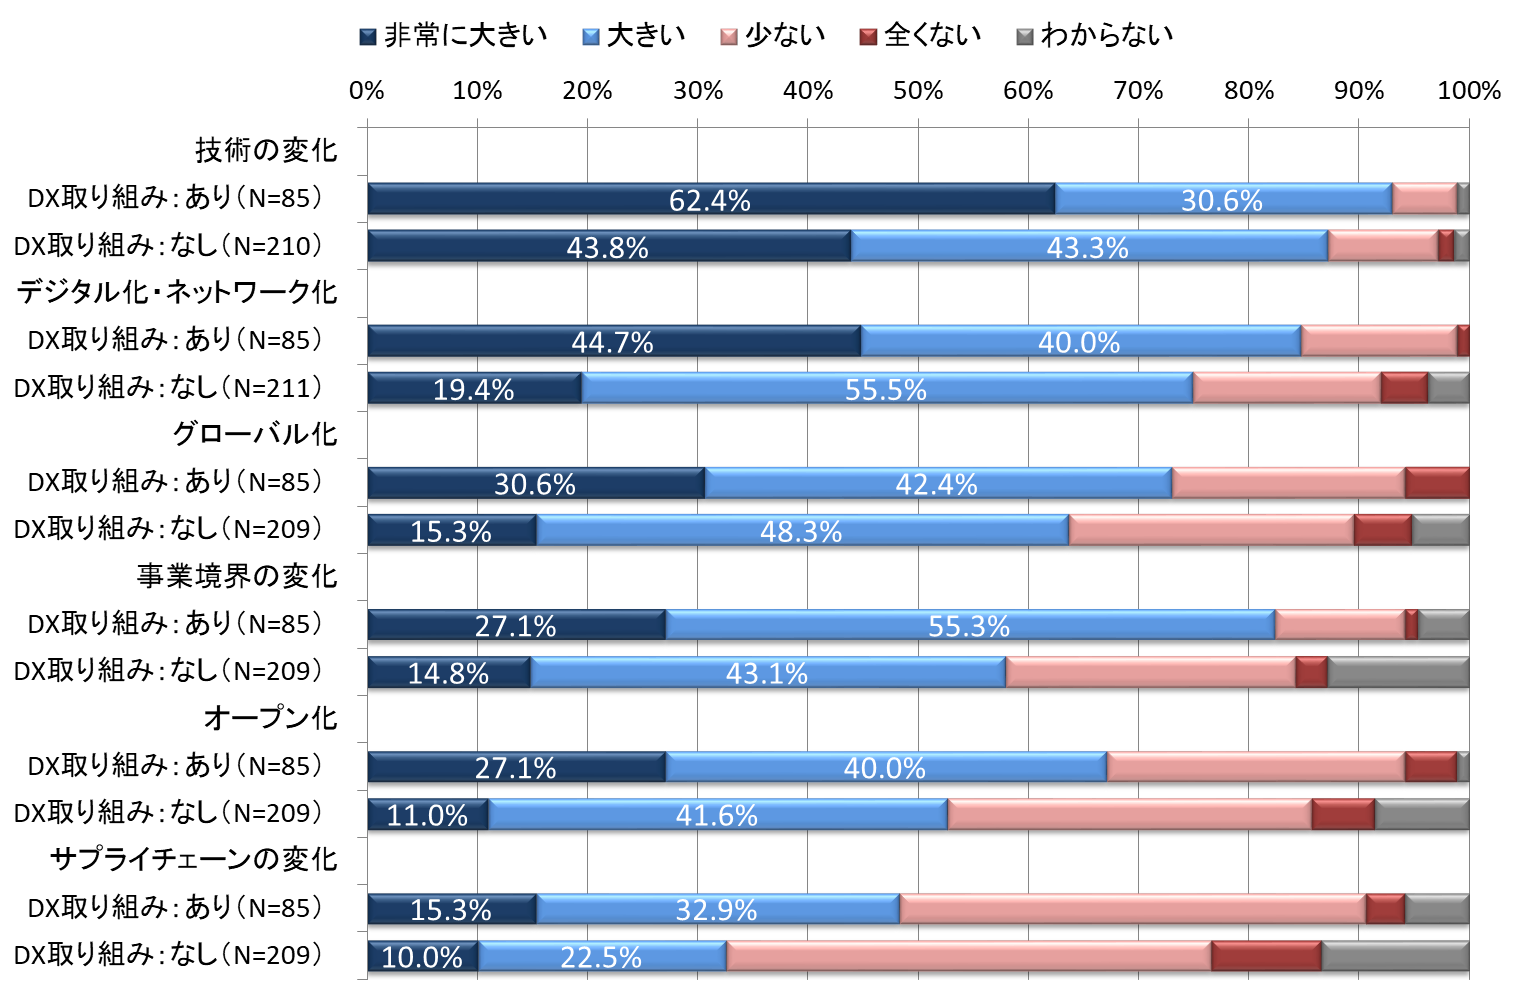 非常に大きい 大きい 少ない 全くない わからない
0% 10% 20% 30% 40% 50% 60% 70% 80% 90% 100%
技術の変化
DX取り組み：あり（N=85） 62.4% 30.6%
DX取り組み：なし（N=210） 43.8% 43.3%
デジタル化・ネットワーク化
DX取り組み：あり（N=85） 44.7% 40.0%
DX取り組み：なし（N=211） 19.4% 55.5%
グローバル化
DX取り組み：あり（N=85） 30.6% 42.4%
DX取り組み：なし（N=209） 15.3% 48.3%
事業境界の変化
DX取り組み：あり（N=85） 27.1% 55.3%
DX取り組み：なし（N=209） 14.8% 43.1%
オープン化
DX取り組み：あり（N=85） 27.1% 40.0%
DX取り組み：なし（N=209） 11.0% 41.6%
サプライチェーンの変化
DX取り組み：あり（N=85） 15.3% 32.9%
DX取り組み：なし（N=209） 10.0% 22.5%